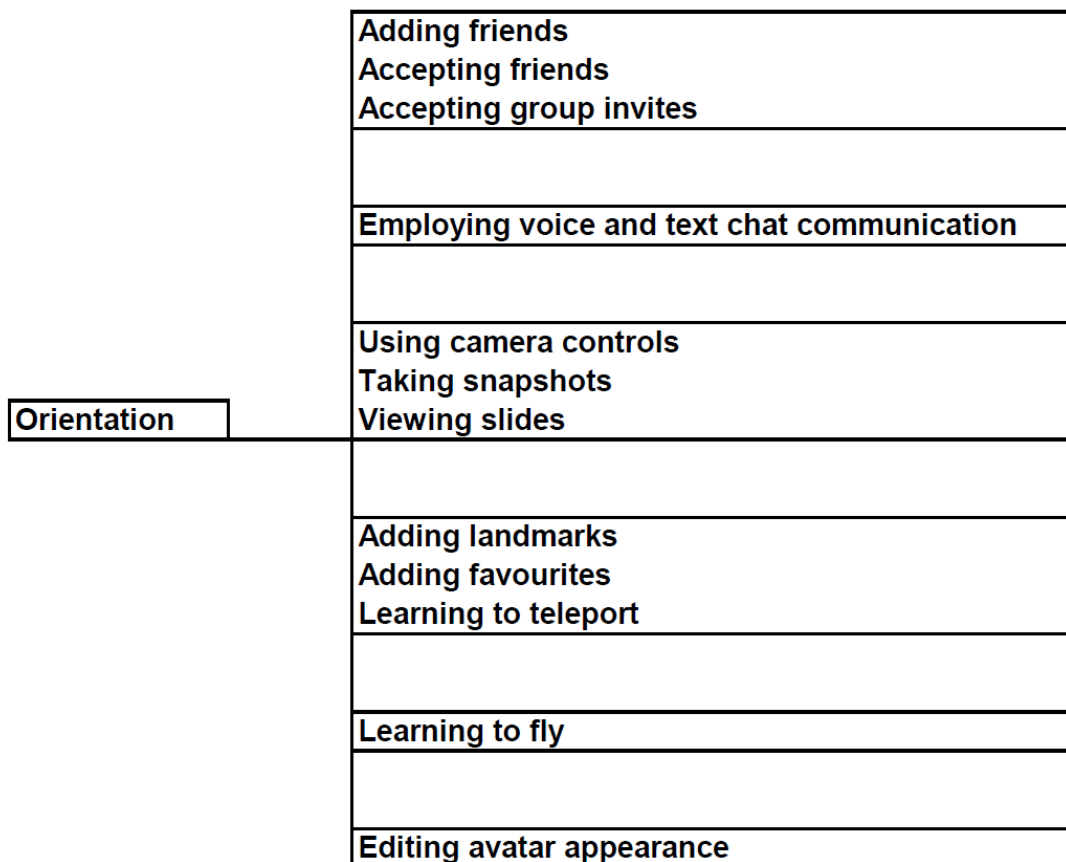 Adding friends
Accepting friends
Accepting group invites
Employing voice and text chat communication
Using camera controls
Taking snapshots
Orientation
Viewing slides
Adding landmarks
Adding favourites
Learning to teleport
Learning to fly
Editing avatar appearance